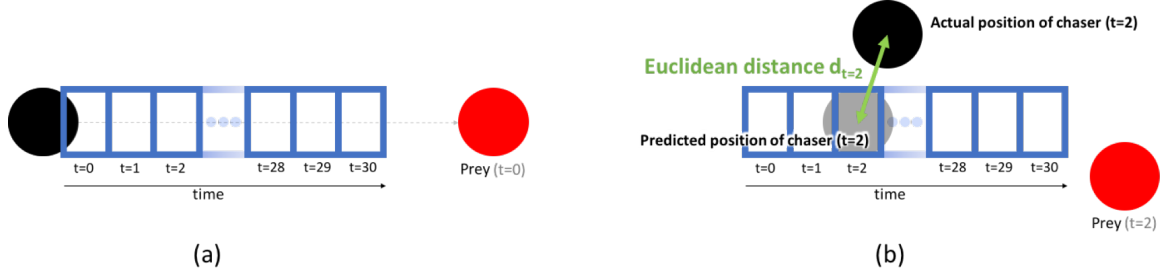 t=0 t=1 t=2 t=28 t=29 t=30
time
Prey (t=0)
(a)
Actual position of chaser (t=2)
Euclidean distance d_{t=2}
Predicted position of chaser (t=2)
t=0 t=1 t=2 t=28 t=29 t=30
time
Prey (t=2)
(b)